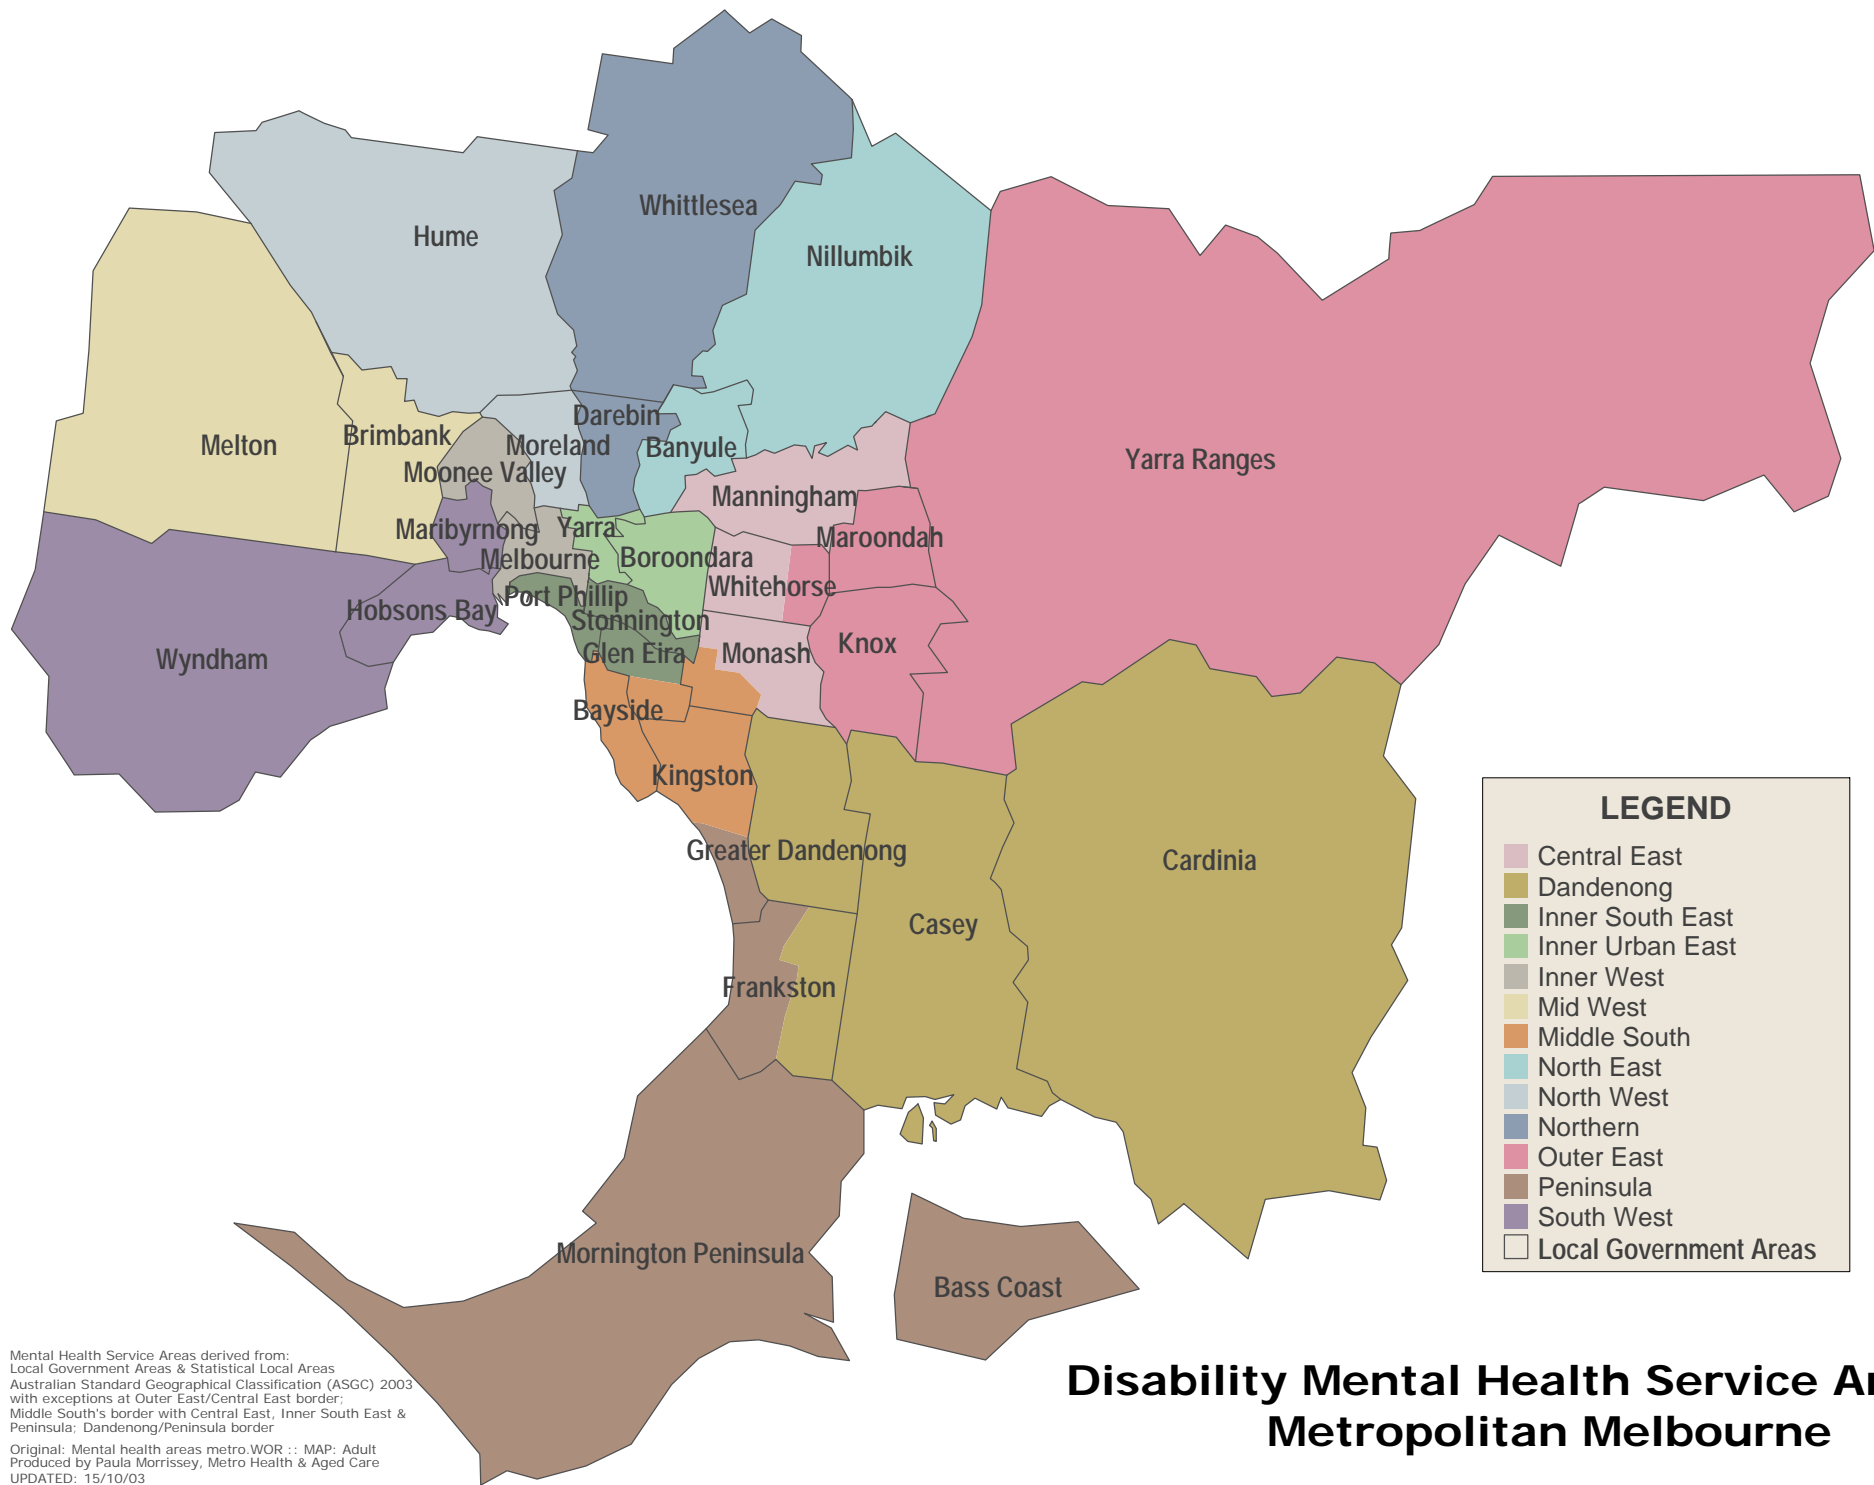 Whittlesea
Hume
Nillumbik
Darebin
Brimbank
Melton
Moreland
Banyule
Yarra Ranges
Moonee Valley
Manningham
Maribyrnong
Yarra
Maroondah
Melbourne
Boroondara
Whitehorse
Port Phillip
Hobsons Bay
Stonnington
Knox
Glen Eira
Monash
Wyndham
Bayside
Kingston
Greater Dandenong
Cardinia
Casey
Frankston
Mornington Peninsula
Bass Coast
LEGEND
Central East
Dandenong
Inner South East
Inner Urban East
Inner West
Mid West
Middle South
North East
North West
Northern
Outer East
Peninsula
South West
Local Government Areas
Mental Health Service Areas derived from:
Local Government Areas & Statistical Local Areas
Australian Standard Geographical Classification (ASGC) 2003
with exceptions at Outer East/Central East border;
Middle South's border with Central East, Inner South East &
Peninsula; Dandenong/Peninsula border
Original: Mental health areas metro.WOR :: MAP: Adult
Produced by Paula Morrissey, Metro Health & Aged Care
UPDATED: 15/10/03
Disability Mental Health Service
Metropolitan Melbourne